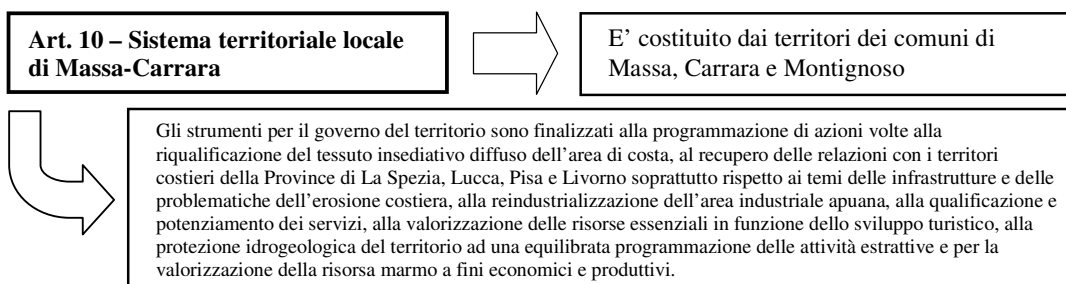 Art. 10 – Sistema territoriale locale
di Massa-Carrara
E' costituito dai territori dei comuni di
Massa, Carrara e Montignoso
Gli strumenti per il governo del territorio sono finalizzati alla programmazione di azioni volte alla
riqualificazione del tessuto insediativo diffuso dell'area di costa, al recupero delle relazioni con i territori
costieri della Province di La Spezia, Lucca, Pisa e Livorno soprattutto rispetto ai temi delle infrastrutture e delle
problematiche dell'erosione costiera, alla reindustrializzazione dell'area industriale apuana, alla qualificazione e
potenziamento dei servizi, alla valorizzazione delle risorse essenziali in funzione dello sviluppo turistico, alla
protezione idrogeologica del territorio ad una equilibrata programmazione delle attività estrattive e per la
valorizzazione della risorsa marmo a fini economici e produttivi.